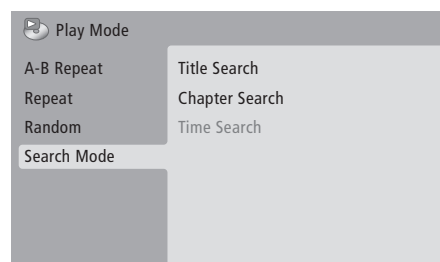 Play Mode
A-B Repeat
Repeat
Random
Search Mode
Title Search
Chapter Search
Time Search